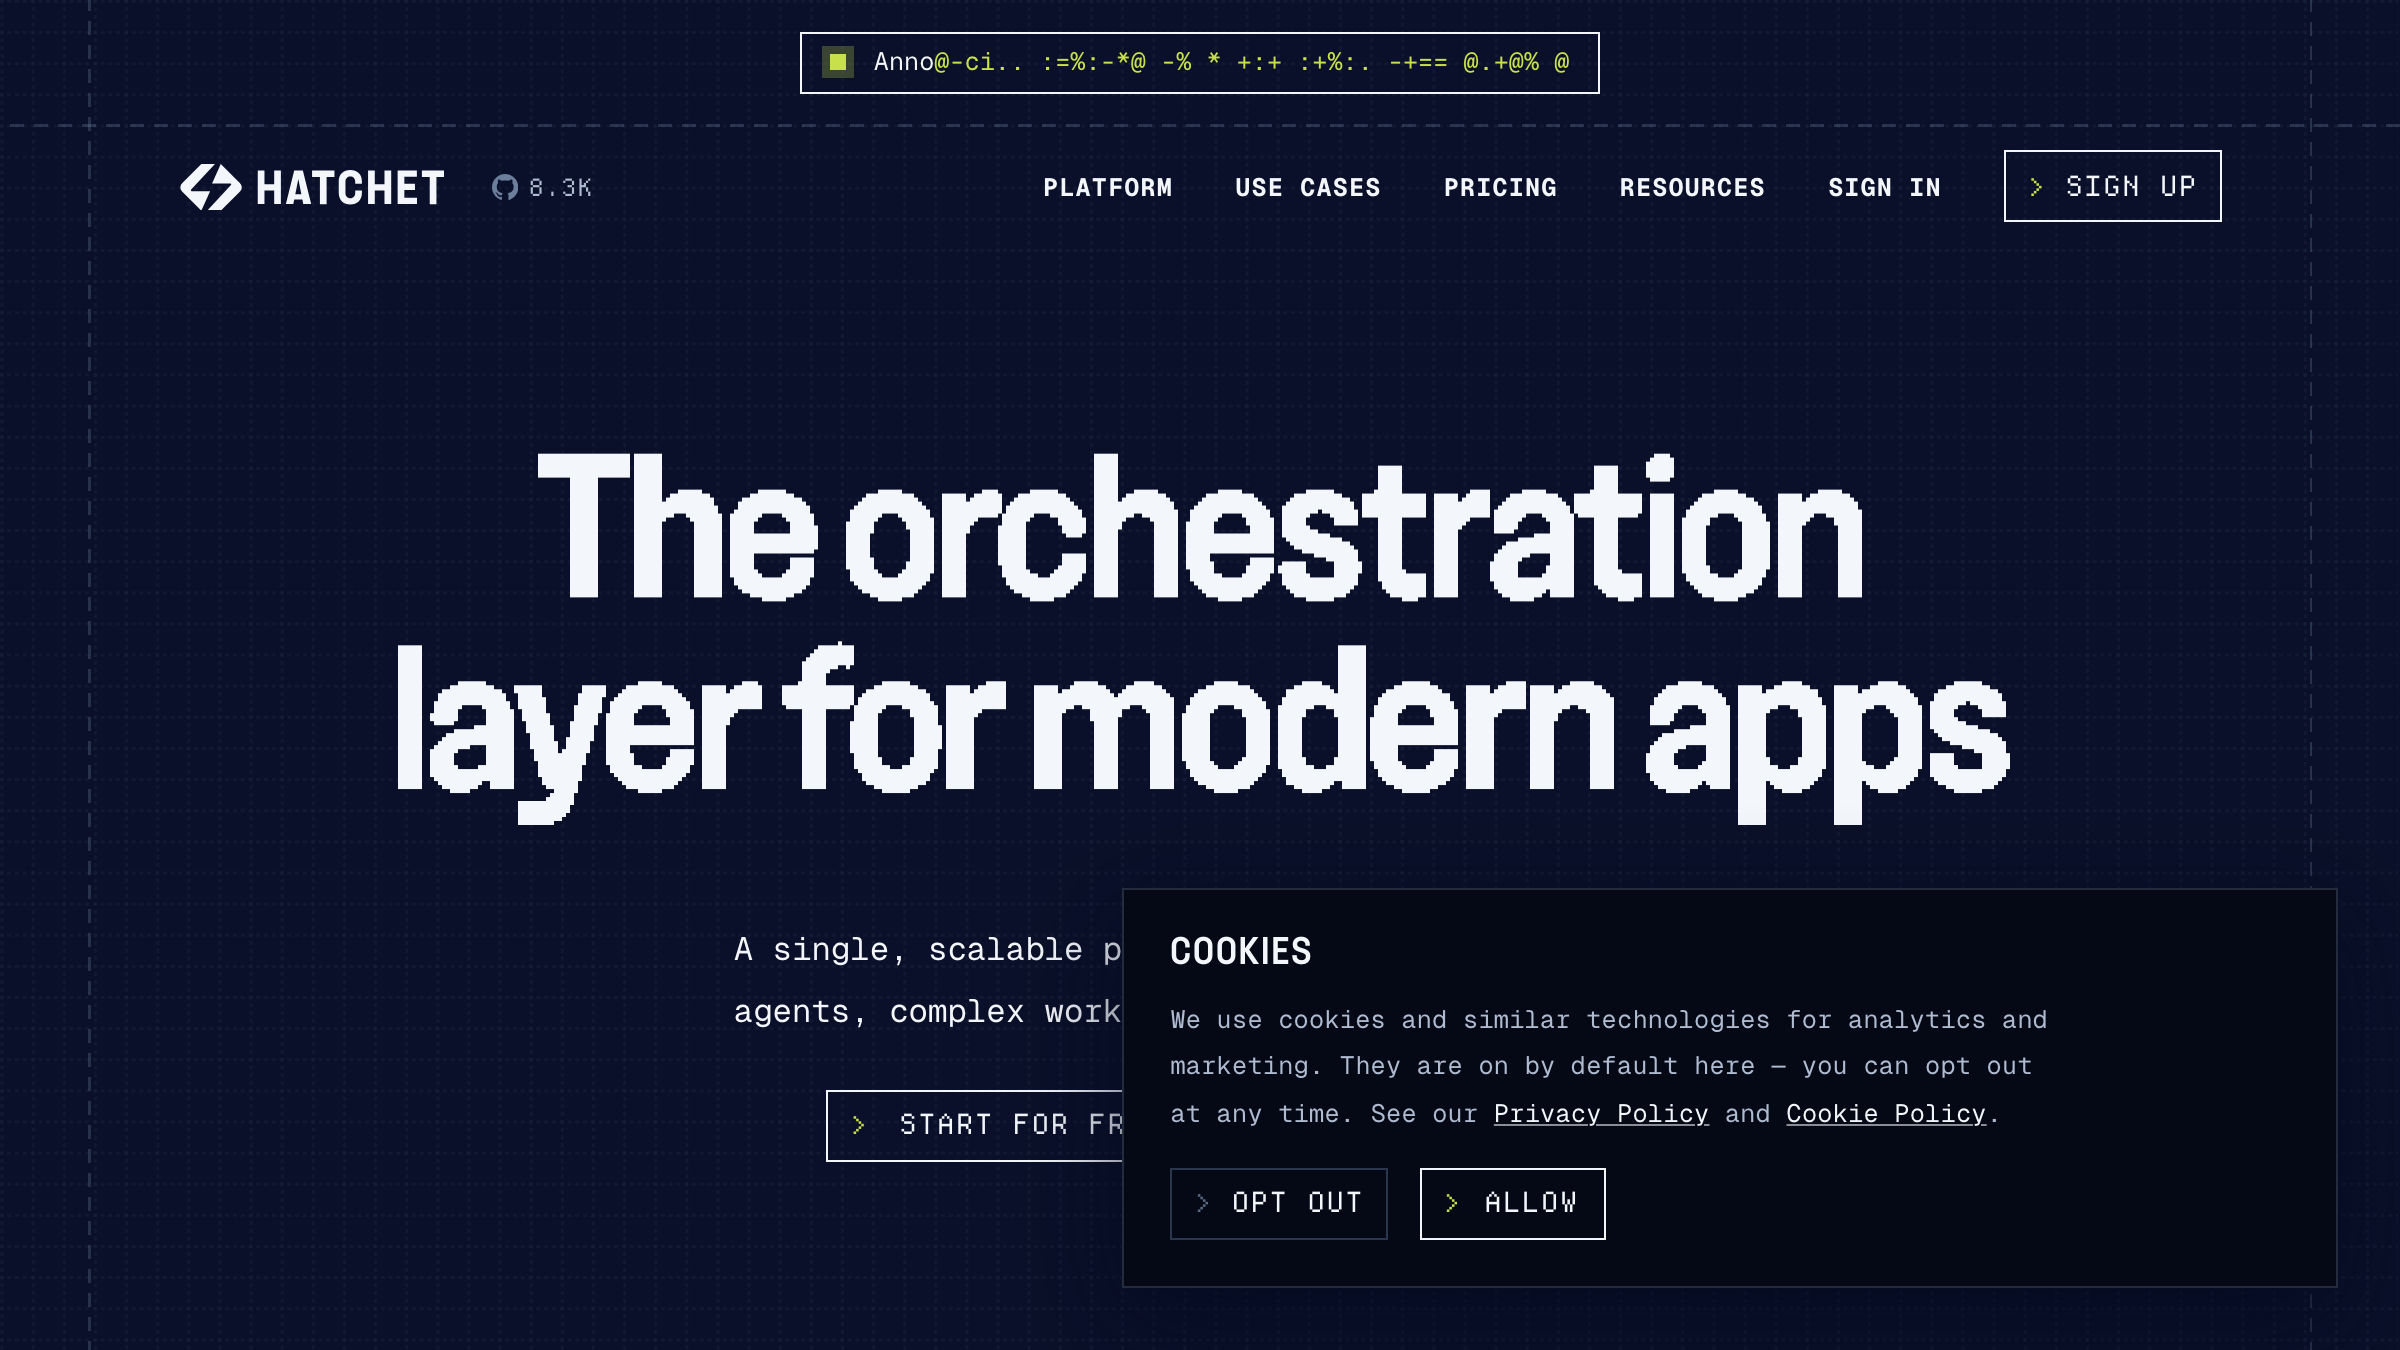 Anno@-ci.. :=%:-*@ -% * +:+ :+%:. -+== @.+@% @
HATCHET 8.3K PLATFORM USE CASES PRICING RESOURCES SIGN IN > SIGN UP
The orchestration
layer for modern apps
A single, scalable p
agents, complex work
> START FOR FR
COOKIES
We use cookies and similar technologies for analytics and
marketing. They are on by default here — you can opt out
at any time. See our Privacy Policy and Cookie Policy.
> OPT OUT > ALLOW